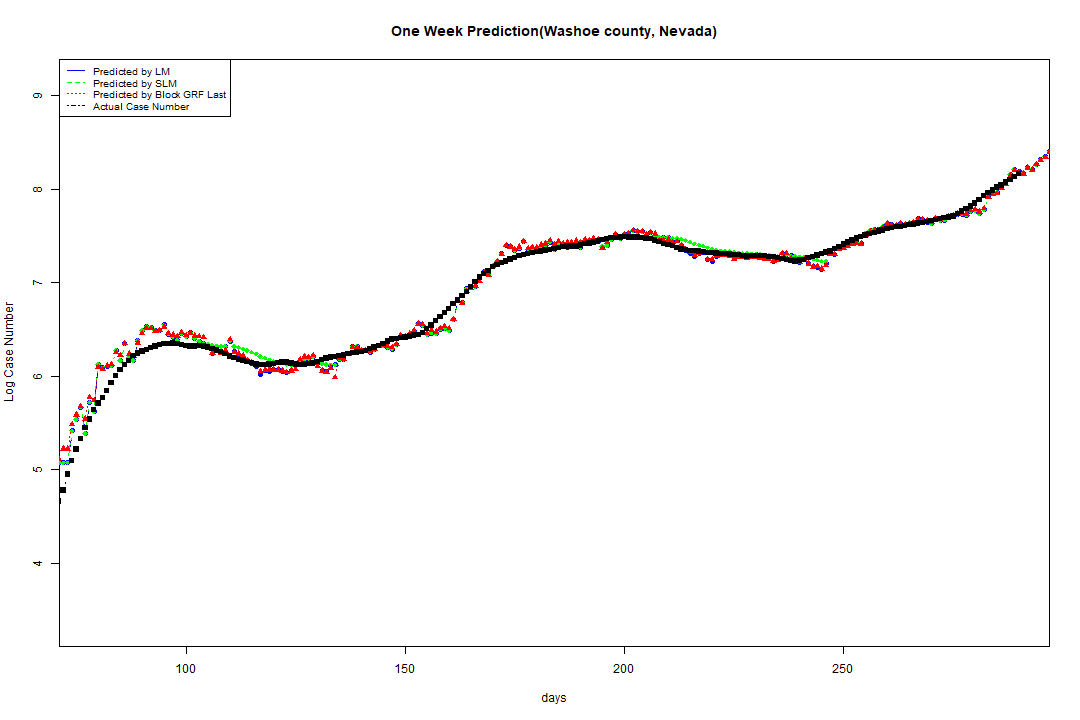 One Week Prediction(Washoe county, Nevada)
Predicted by LM
Predicted by SLM
Predicted by Block GRF Last
Actual Case Number
9
8
7
6
5
4
Log Case Number
100 150 200 250
days